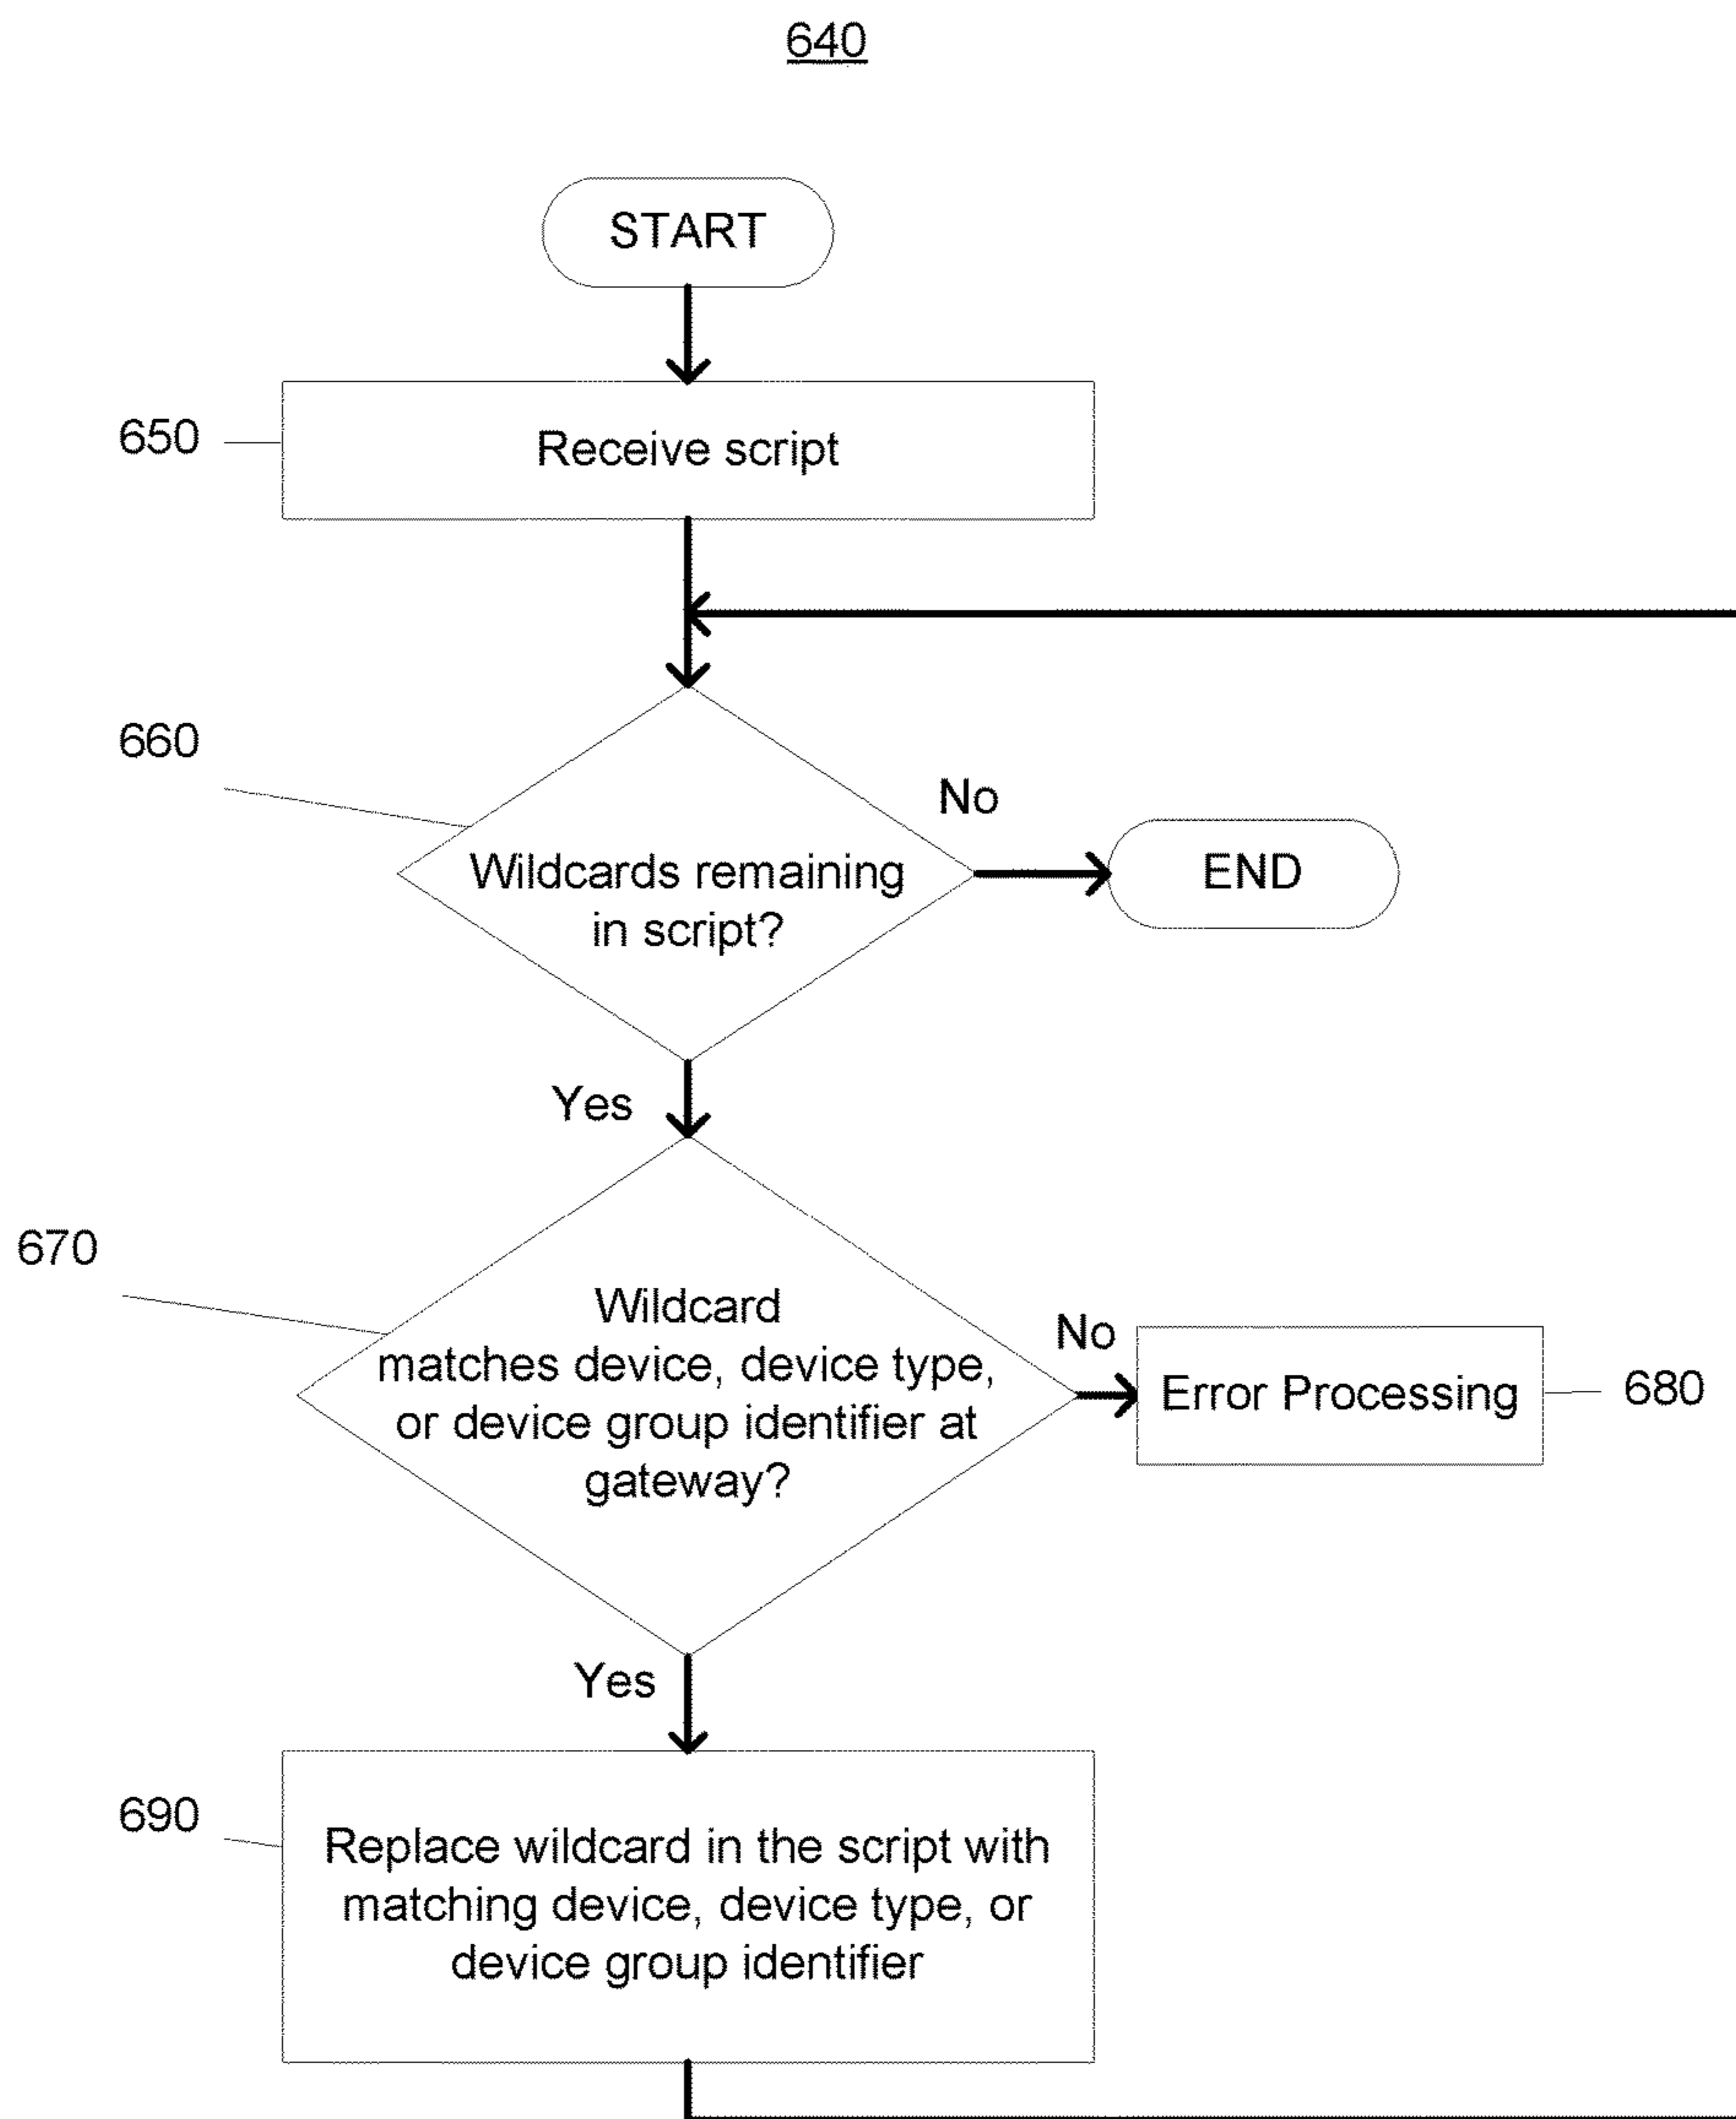 640
START
650
Receive script
660
No
Wildcards remaining
in script?
END
Yes
670
Wildcard
matches device, device type,
or device group identifier at
gateway?
No
Error Processing
680
Yes
690
Replace wildcard in the script with
matching device, device type, or
device group identifier